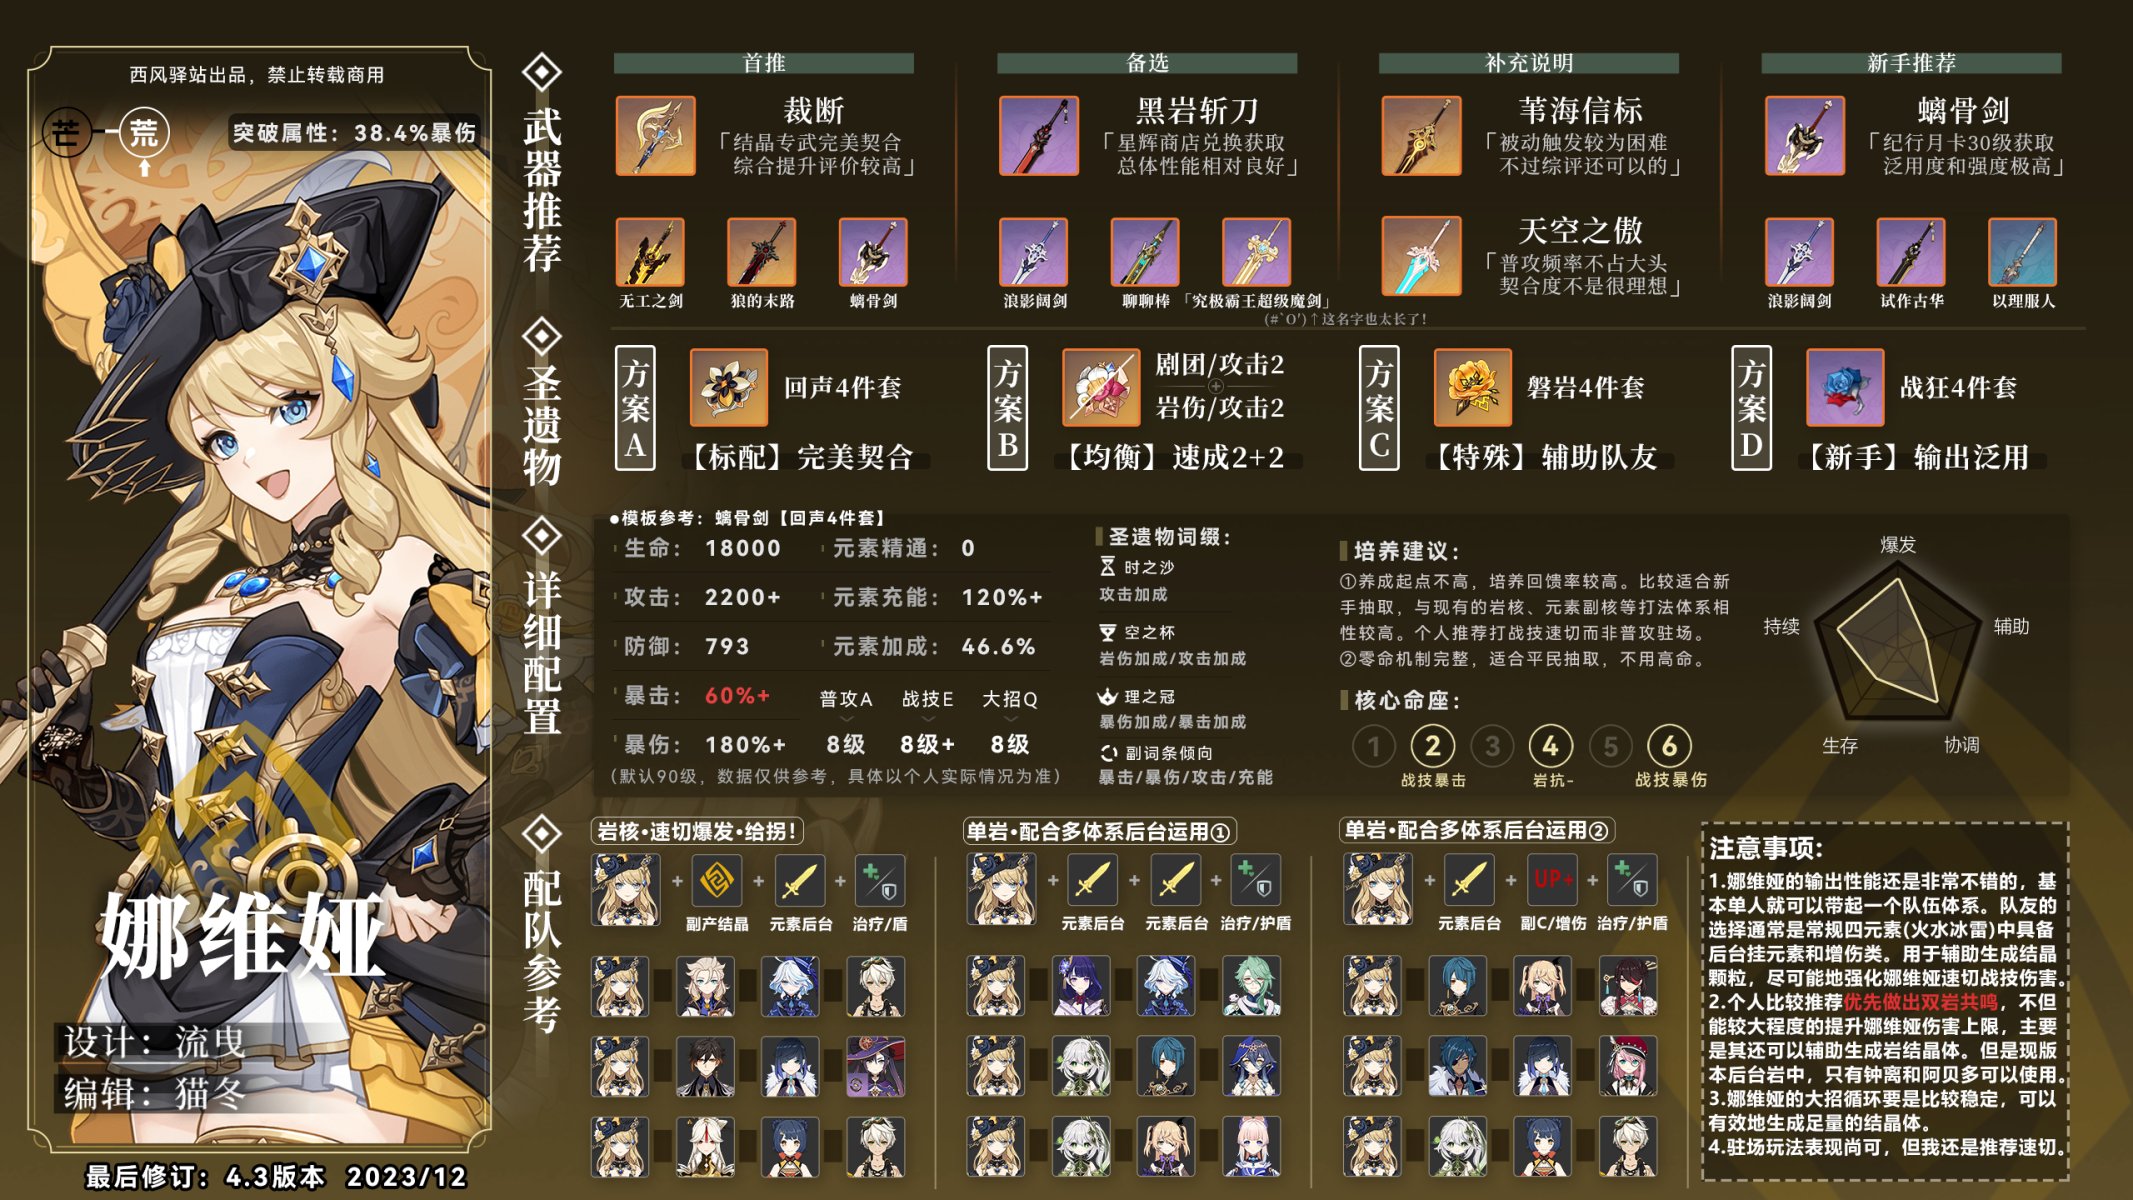 西风驿站出品，禁止转载商用
芒
荒
突破属性：38.4%暴伤
娜维娅
设计：流曳
编辑：猫冬
最后修订：4.3版本 2023/12
武器推荐
首推
裁断
「结晶专武完美契合
综合提升评价较高」
无工之剑
狼的末路
螭骨剑
备选
黑岩斩刀
「星辉商店兑换获取
总体性能相对良好」
浪影阔剑
聊聊棒
「究极霸王超级魔剑」
(#`O′)↑这名字也太长了！
补充说明
苇海信标
「被动触发较为困难
不过综评还可以的」
天空之傲
「普攻频率不占大头
契合度不是很理想」
新手推荐
螭骨剑
「纪行月卡30级获取
泛用度和强度极高」
浪影阔剑
试作古华
以理服人
圣遗物
方案A
回声4件套
【标配】完美契合
方案B
剧团/攻击2
岩伤/攻击2
【均衡】速成2+2
方案C
磐岩4件套
【特殊】辅助队友
方案D
战狂4件套
【新手】输出泛用
详细配置
●模板参考：螭骨剑【回声4件套】
生命： 18000
元素精通： 0
攻击： 2200+
元素充能： 120%+
防御： 793
元素加成： 46.6%
暴击： 60%+
普攻A 战技E 大招Q
暴伤： 180%+
8级 8级+ 8级
(默认90级，数据仅供参考，具体以个人实际情况为准)
圣遗物词缀：
时之沙
攻击加成
空之杯
岩伤加成/攻击加成
理之冠
暴伤加成/暴击加成
副词条倾向
暴击/暴伤/攻击/充能
培养建议：
①养成起点不高，培养回馈率较高。比较适合新
手抽取，与现有的岩核、元素副核等打法体系相
性较高。个人推荐打战技速切而非普攻驻场。
②零命机制完整，适合平民抽取，不用高命。
核心命座：
1 2 3 4 5 6
战技暴击
岩抗-
战技暴伤
爆发
持续
辅助
生存
协调
配队参考
岩核•速切爆发•给拐！
+ + +
副产结晶
元素后台
治疗/盾
单岩•配合多体系后台运用①
+ + +
元素后台
元素后台
治疗/护盾
单岩•配合多体系后台运用②
+ + UP+ +
元素后台
副C/增伤
治疗/护盾
注意事项：
1.娜维娅的输出性能还是非常不错的，基
本单人就可以带起一个队伍体系。队友的
选择通常是常规四元素(火水冰雷)中具备
后台挂元素和增伤类。用于辅助生成结晶
颗粒，尽可能地强化娜维娅速切战技伤害。
2.个人比较推荐优先做出双岩共鸣，不但
能较大程度的提升娜维娅伤害上限，主要
是其还可以辅助生成岩结晶体。但是现版
本后台岩中，只有钟离和阿贝多可以使用。
3.娜维娅的大招循环要是比较稳定，可以
有效地生成足量的结晶体。
4.驻场玩法表现尚可，但我还是推荐速切。